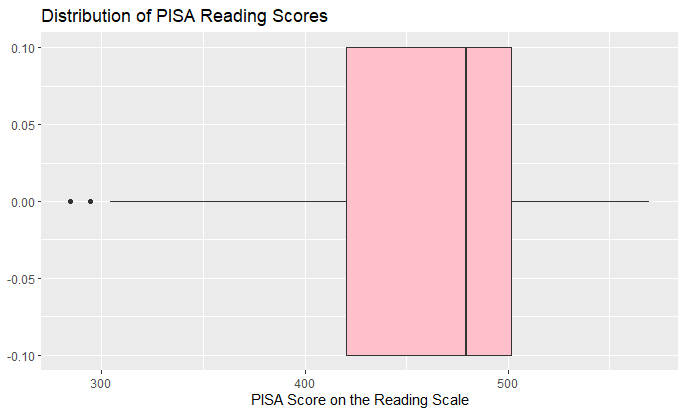 Distribution of PISA Reading Scores
0.10
0.05
0.00
-0.05
-0.10
300 400 500
PISA Score on the Reading Scale